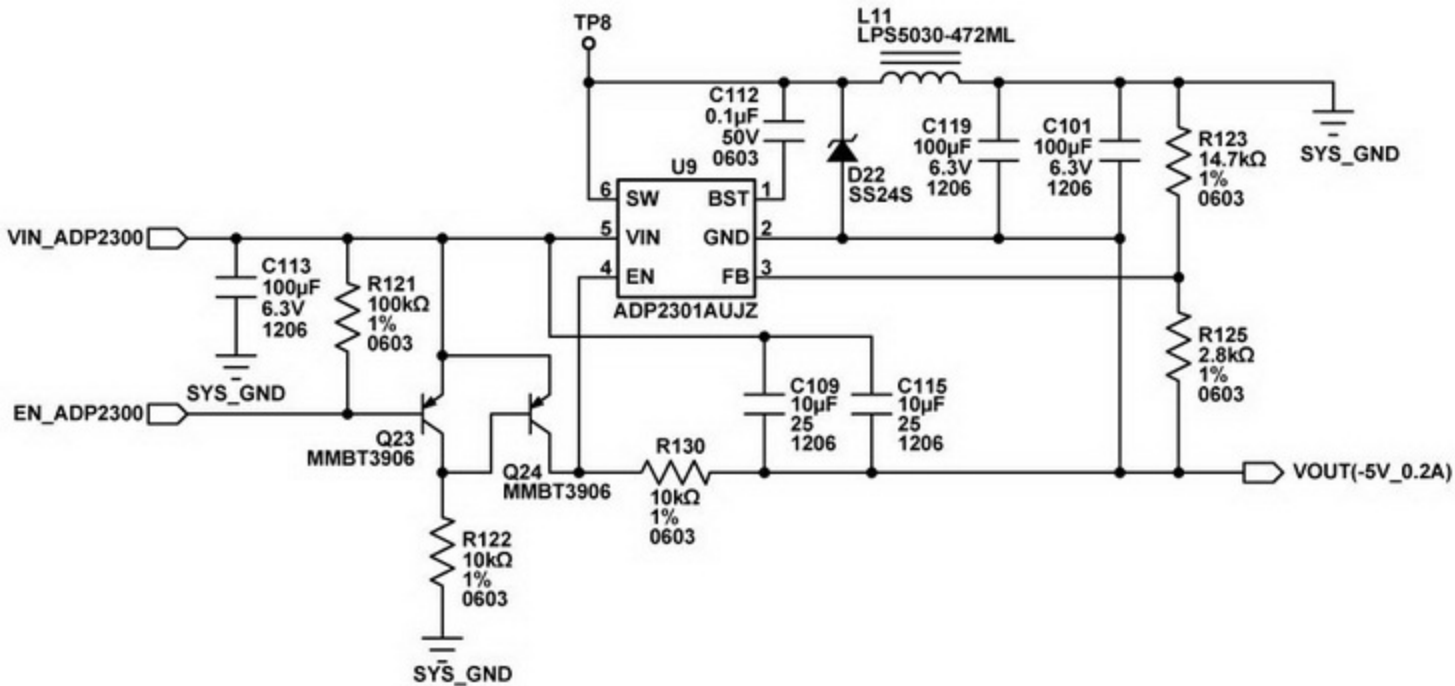 TP8
L11
LPS5030-472ML
C112
0.1µF
50V
0603
D22
SS24S
C119
100µF
6.3V
1206
C101
100µF
6.3V
1206
R123
14.7kΩ
1%
0603
SYS_GND
U9
6 SW BST 1
5 VIN GND 2
4 EN FB 3
ADP2301AUJZ
VIN_ADP2300
C113
100µF
6.3V
1206
SYS_GND
R121
100kΩ
1%
0603
EN_ADP2300
Q23
MMBT3906
Q24
MMBT3906
R130
10kΩ
1%
0603
C109
10µF
25
1206
C115
10µF
25
1206
R125
2.8kΩ
1%
0603
VOUT(-5V_0.2A)
R122
10kΩ
1%
0603
SYS_GND